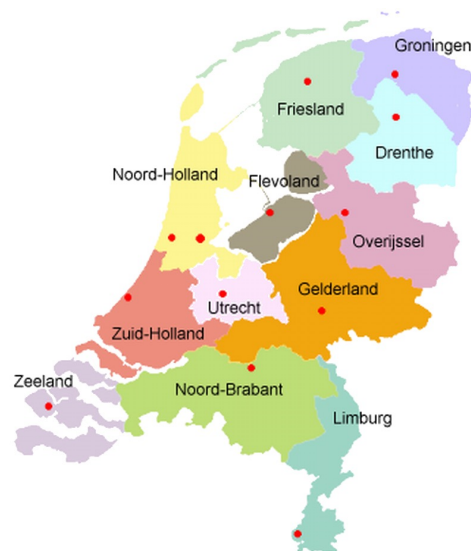 Groningen
Friesland
Drenthe
Noord-Holland
Flevoland
Overijssel
Gelderland
Utrecht
Zuid-Holland
Zeeland
Noord-Brabant
Limburg